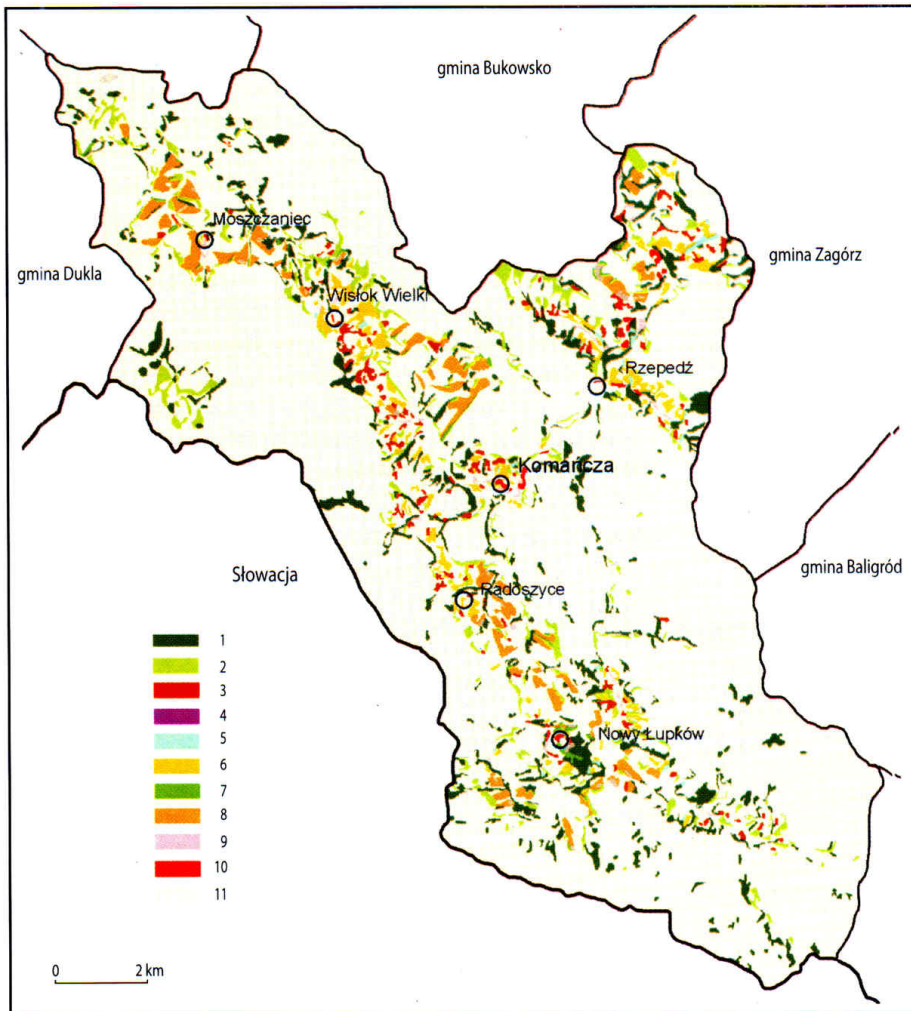 gmina Bukowsko
Moszczaniec
gmina Zagórz
gmina Dukla
Wisłok Wielki
Rzepedź
Komańcza
gmina Baligród
Słowacja
Radoszyce
1
2
3
4
5
6
7
8
9
10
11
Nowy Łupków
0 2 km